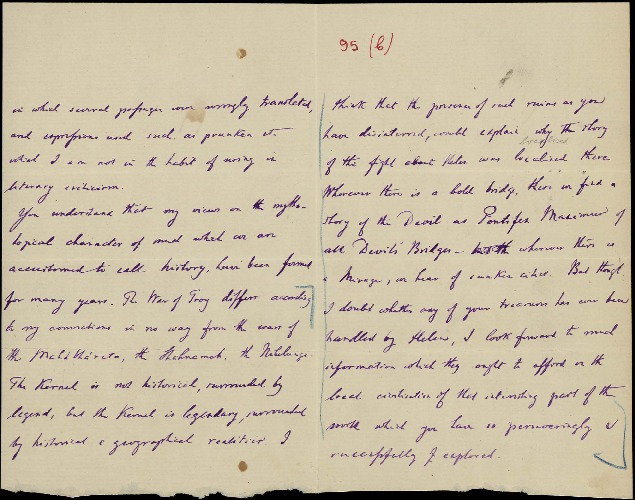 95 (b)
in which several passages were wrongly translated,
and expressions used such as
which I am not in the habit of using in
literary criticism.
You understand that my views on the mytho-
logical character of much which we are
accustomed to call history, have been formed
for many years. The War of Troy differs according
to my convictions in no way from the wars of
the Mahâbhârata, the Shahnameh, the Nibelunge.
The Kernel is not historical, surrounded by
legend, but the Kernel is legendary, surrounded
by historical & geographical realities I
think that the presence of such ruins as you
have disinterred, would explain why the story
of the fight about Helen was localised there
Wherever there is a bold bridge, there we find a
story of the Devil as Pontifex Maximus of
all Devil's Bridges - wherever there is
a Mirage, we hear of sunken cities. But though
I doubt whether any of your treasures has ever been
handled by Helen, I look forward to much
information which they ought to afford on the
local civilisation of that interesting part of the
world which you have so perseveringly &
successfully explored.